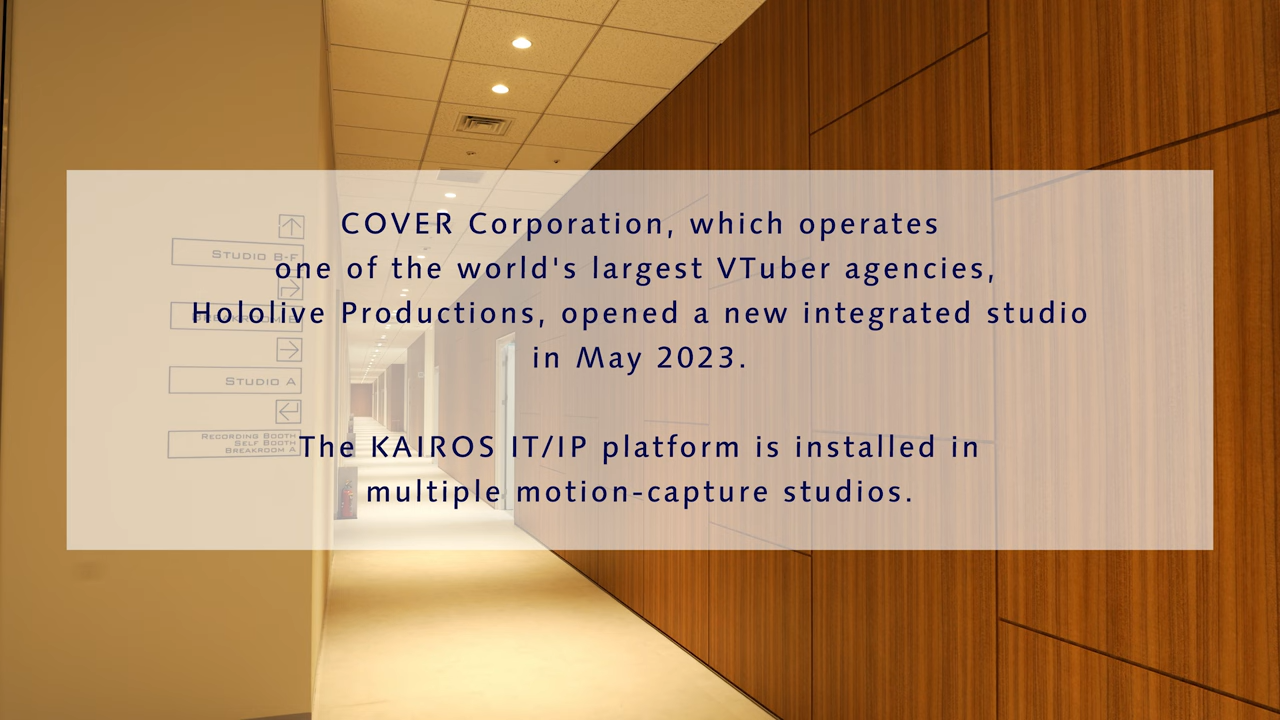 COVER Corporation, which operates
one of the world's largest VTuber agencies,
Hololive Productions, opened a new integrated studio
in May 2023.
The KAIROS IT/IP platform is installed in
multiple motion-capture studios.
STUDIO B-F
BREAKROOM B
STUDIO A
RECORDING BOOTH
SELF BOOTH
BREAKROOM A